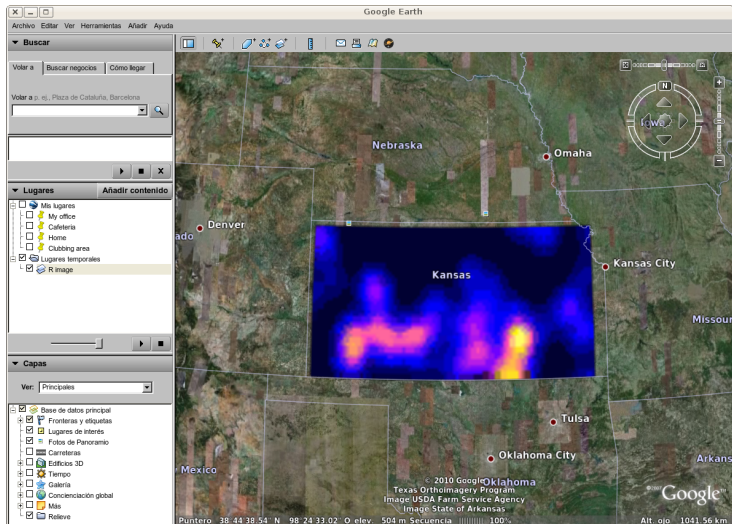 Google Earth
Archivo Editar Ver Herramientas Añadir Ayuda
Buscar
Volar a
Buscar negocios
Cómo llegar
Volar a p. ej., Plaza de Cataluña, Barcelona
Lugares
Añadir contenido
Mis lugares
My office
Cafeteria
Home
Clubbing area
Lugares temporales
R image
Capas
Ver: Principales
Base de datos principal
Fronteras y etiquetas
Lugares de interés
Fotos de Panoramio
Carreteras
Edificios 3D
Tiempo
Galería
Concienciación global
Más
Relieve
N
Iowa
Nebraska
Omaha
Denver
ado
Kansas
Kansas City
Missour
Tulsa
Oklahoma City
Arkans
Mexico
Oklahoma
© 2010 Google
Texas Orthoimagery Program
Image USDA Farm Service Agency
Image State of Arkansas
Google
Puntero 38 44 38.54" N 98 24 33.02 O elev. 504 m Secuencia 100% Alt. ojo 1041.56 km